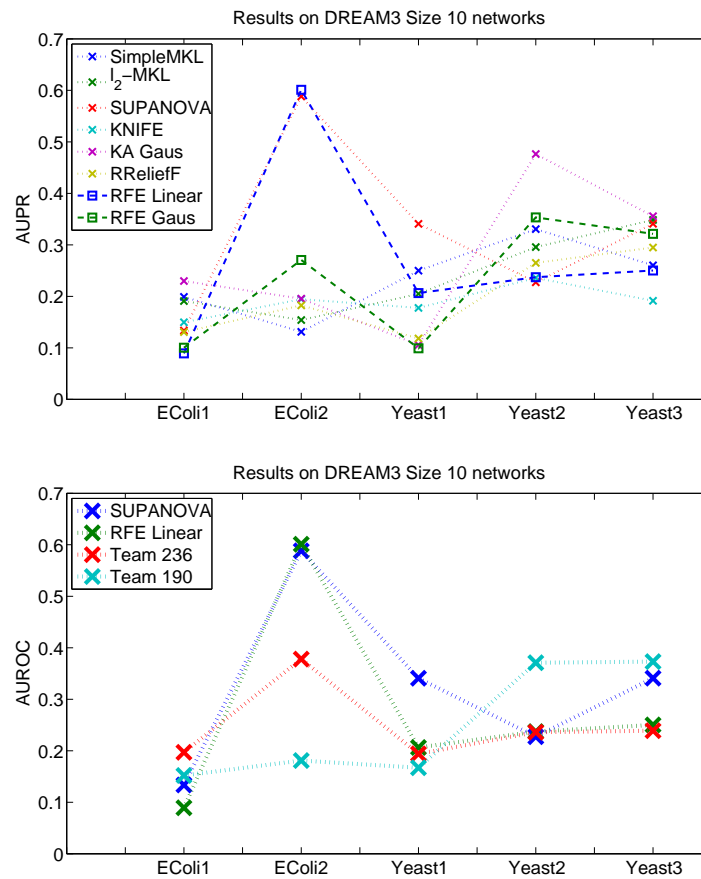 Results on DREAM3 Size 10 networks
0.7
0.6
0.5
0.4
0.3
0.2
0.1
0
AUPR
SimpleMKL
l2−MKL
SUPANOVA
KNIFE
KA Gaus
RReliefF
RFE Linear
RFE Gaus
EColi1 EColi2 Yeast1 Yeast2 Yeast3
Results on DREAM3 Size 10 networks
0.7
0.6
0.5
0.4
0.3
0.2
0.1
0
AUROC
SUPANOVA
RFE Linear
Team 236
Team 190
EColi1 EColi2 Yeast1 Yeast2 Yeast3